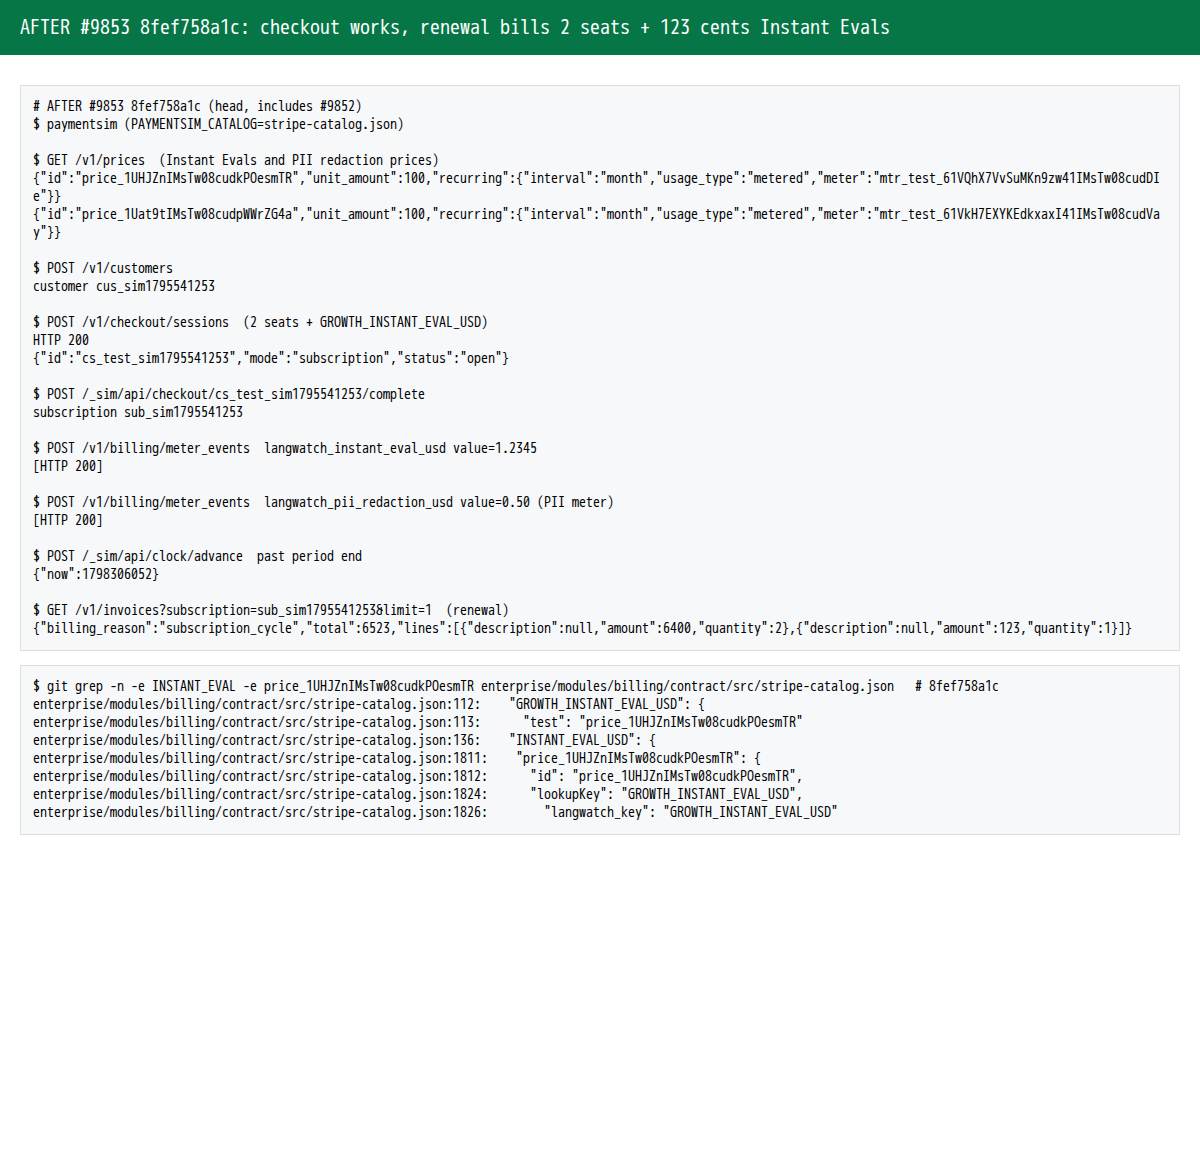 AFTER #9853 8fef758a1c: checkout works, renewal bills 2 seats + 123 cents Instant Evals
# AFTER #9853 8fef758a1c (head, includes #9852)
$ paymentsim (PAYMENTSIM_CATALOG=stripe-catalog.json)
$ GET /v1/prices  (Instant Evals and PII redaction prices)
{"id":"price_1UHJZnIMsTw08cudkPOesmTR","unit_amount":100,"recurring":{"interval":"month","usage_type":"metered","meter":"mtr_test_61VQhX7VvSuMKn9zw41IMsTw08cudDI
e"}}
{"id":"price_1Uat9tIMsTw08cudpWWrZG4a","unit_amount":100,"recurring":{"interval":"month","usage_type":"metered","meter":"mtr_test_61VkH7EXYKEdkxaxI41IMsTw08cudVa
y"}}
$ POST /v1/customers
customer cus_sim1795541253
$ POST /v1/checkout/sessions  (2 seats + GROWTH_INSTANT_EVAL_USD)
HTTP 200
{"id":"cs_test_sim1795541253","mode":"subscription","status":"open"}
$ POST /_sim/api/checkout/cs_test_sim1795541253/complete
subscription sub_sim1795541253
$ POST /v1/billing/meter_events  langwatch_instant_eval_usd value=1.2345
[HTTP 200]
$ POST /v1/billing/meter_events  langwatch_pii_redaction_usd value=0.50 (PII meter)
[HTTP 200]
$ POST /_sim/api/clock/advance  past period end
{"now":1798306052}
$ GET /v1/invoices?subscription=sub_sim1795541253&limit=1  (renewal)
{"billing_reason":"subscription_cycle","total":6523,"lines":[{"description":null,"amount":6400,"quantity":2},{"description":null,"amount":123,"quantity":1}]}
$ git grep -n -e INSTANT_EVAL -e price_1UHJZnIMsTw08cudkPOesmTR enterprise/modules/billing/contract/src/stripe-catalog.json   # 8fef758a1c
enterprise/modules/billing/contract/src/stripe-catalog.json:112:    "GROWTH_INSTANT_EVAL_USD": {
enterprise/modules/billing/contract/src/stripe-catalog.json:113:      "test": "price_1UHJZnIMsTw08cudkPOesmTR"
enterprise/modules/billing/contract/src/stripe-catalog.json:136:    "INSTANT_EVAL_USD": {
enterprise/modules/billing/contract/src/stripe-catalog.json:1811:    "price_1UHJZnIMsTw08cudkPOesmTR": {
enterprise/modules/billing/contract/src/stripe-catalog.json:1812:      "id": "price_1UHJZnIMsTw08cudkPOesmTR",
enterprise/modules/billing/contract/src/stripe-catalog.json:1824:      "lookupKey": "GROWTH_INSTANT_EVAL_USD",
enterprise/modules/billing/contract/src/stripe-catalog.json:1826:        "langwatch_key": "GROWTH_INSTANT_EVAL_USD"